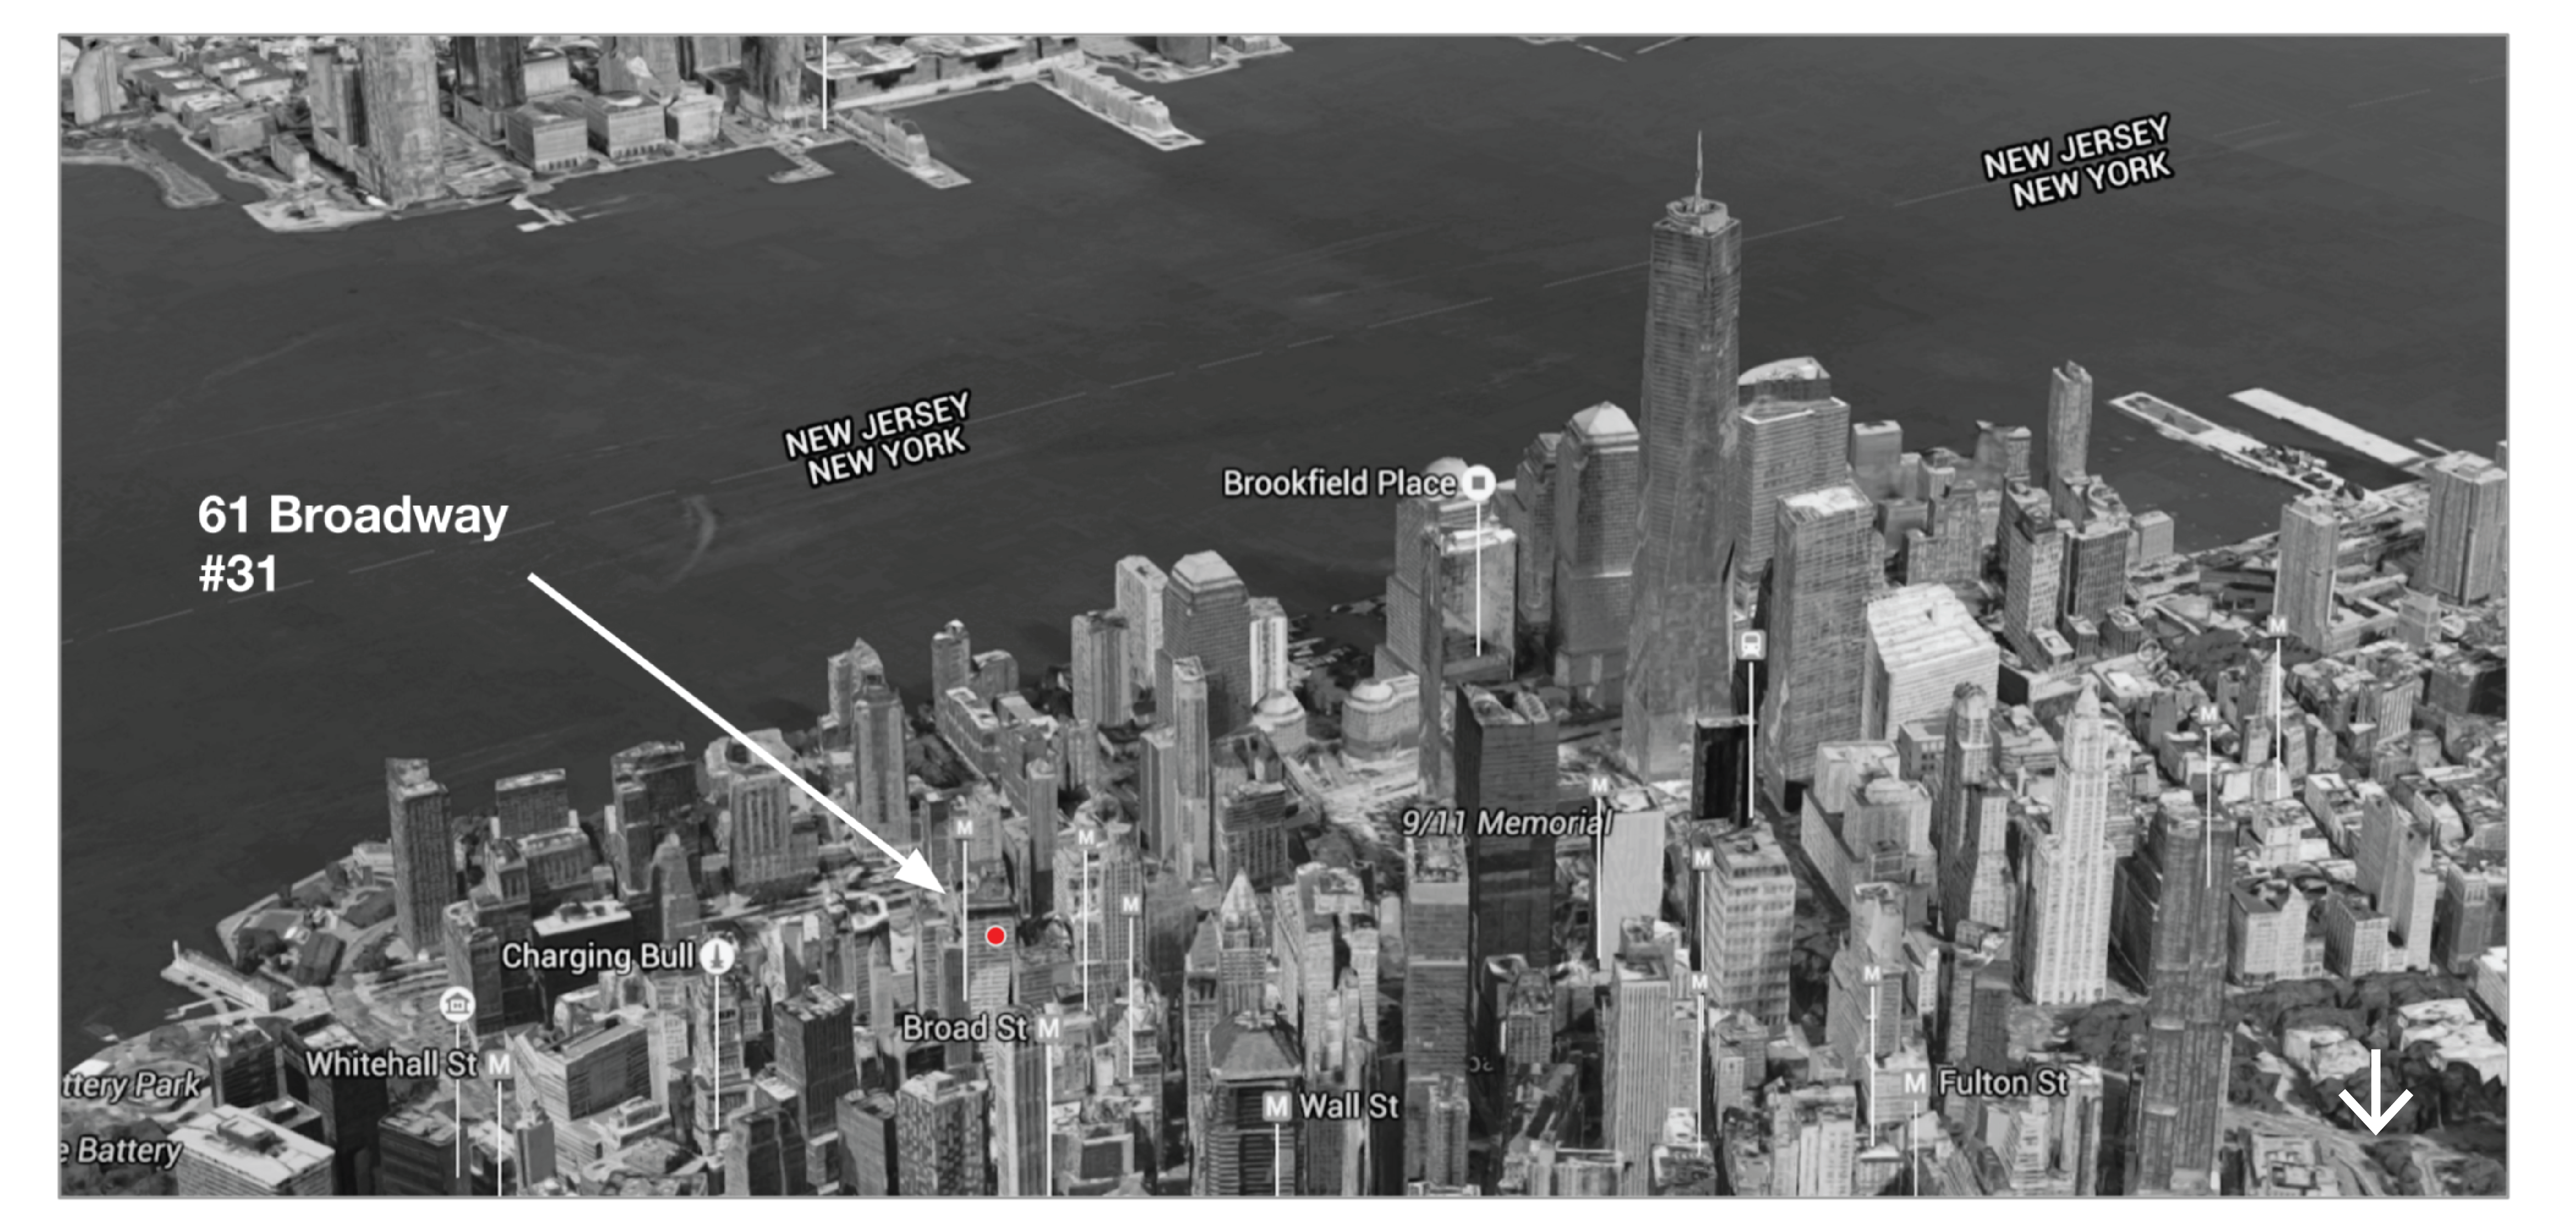 NEW JERSEY
NEW YORK
NEW JERSEY
NEW YORK
Brookfield Place
61 Broadway
#31
M
M
9/11 Memorial
M
M
M
M
M
Charging Bull
M
M
Broad St M
Whitehall St M
ttery Park
M Fulton St
M Wall St
e Battery